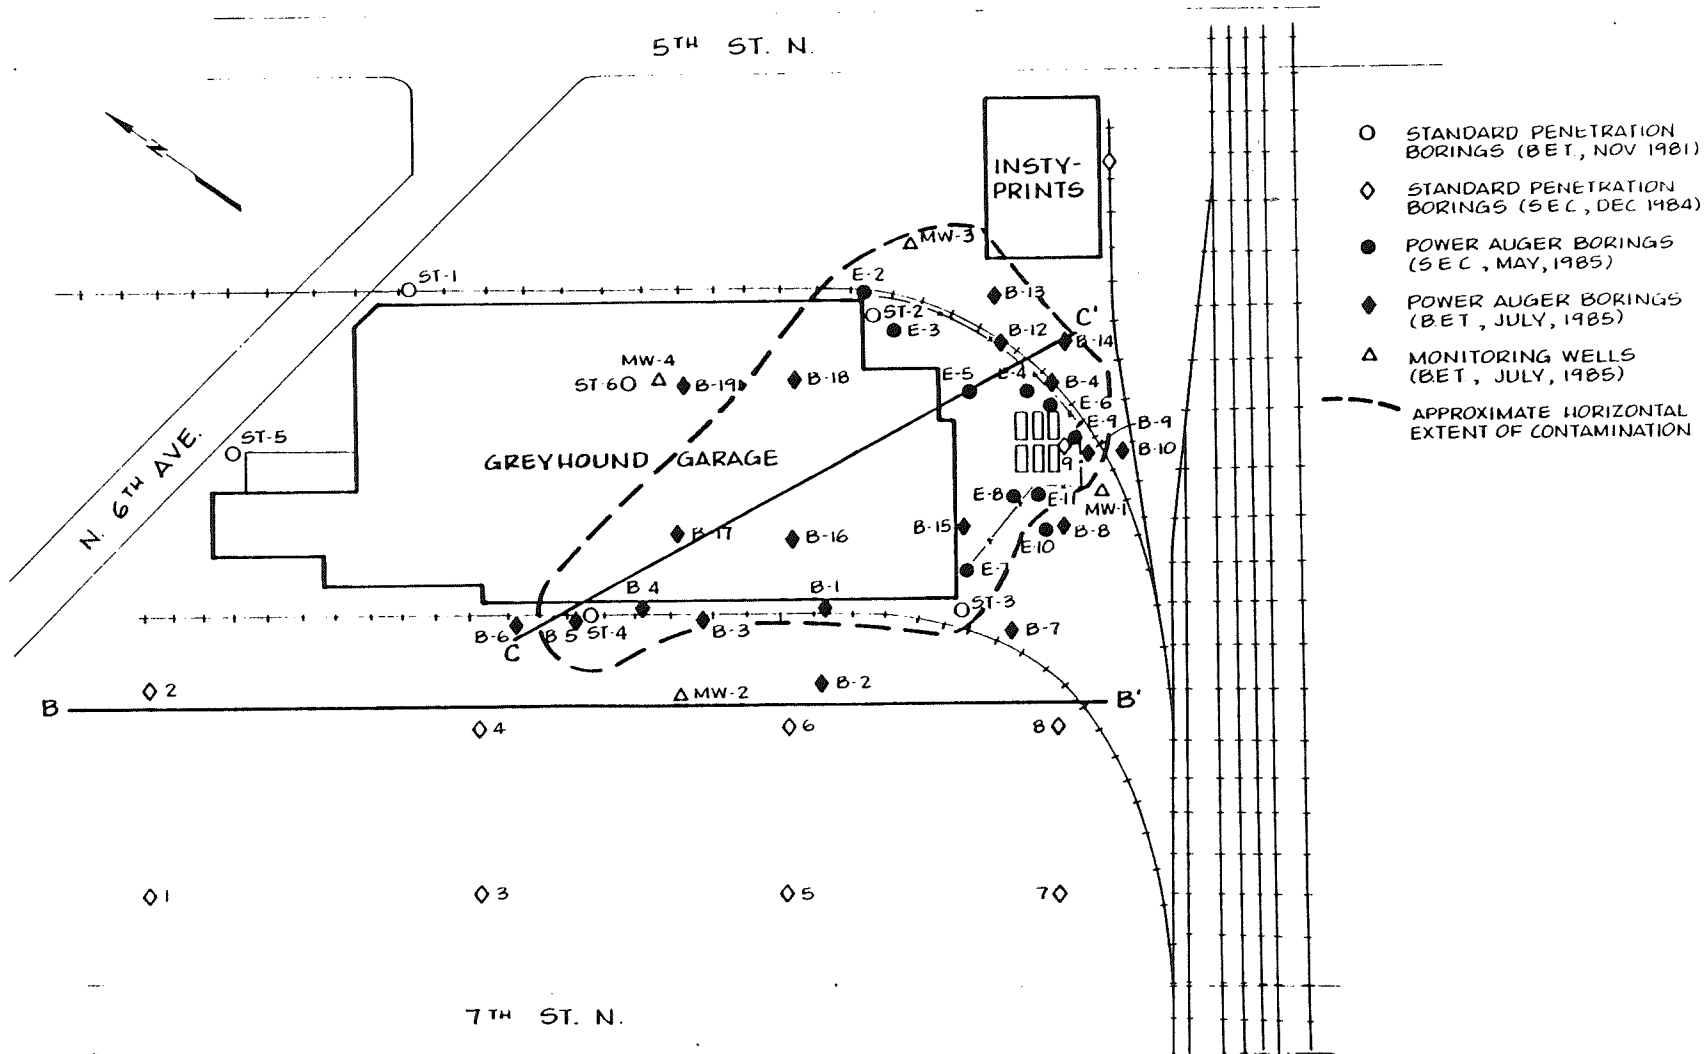 5TH ST. N.
N
INSTY-
PRINTS
○ STANDARD PENETRATION
BORINGS (BET., NOV 1981)
◇ STANDARD PENETRATION
BORINGS (SEC, DEC 1984)
● POWER AUGER BORINGS
(SEC, MAY, 1985)
◆ POWER AUGER BORINGS
(BET, JULY, 1985)
△ MONITORING WELLS
(BET, JULY, 1985)
APPROXIMATE HORIZONTAL
EXTENT OF CONTAMINATION
MW-3
ST-1
E-2
B-13
ST-2
E-3
B-12
C'
B-14
MW-4
ST-6
B-19
B-18
E-5
E-4
B-4
E-6
E-9
B-9
B-10
9
ST-5
N. 6TH AVE.
GREYHOUND GARAGE
E-8
E-11
MW-1
B-17
B-16
B-15
E-10
B-8
E-7
B 4
B-1
ST-3
B-6
B 5
ST-4
B-3
B-7
C
2
MW-2
B-2
B
B'
4
6
8
1
3
5
7
7TH ST. N.